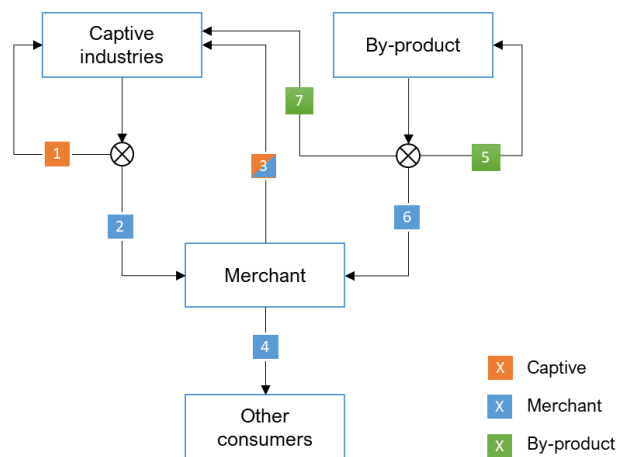 Captive
industries
By-product
7
1
5
3
2
6
Merchant
4
X Captive
X Merchant
Other
consumers
X By-product